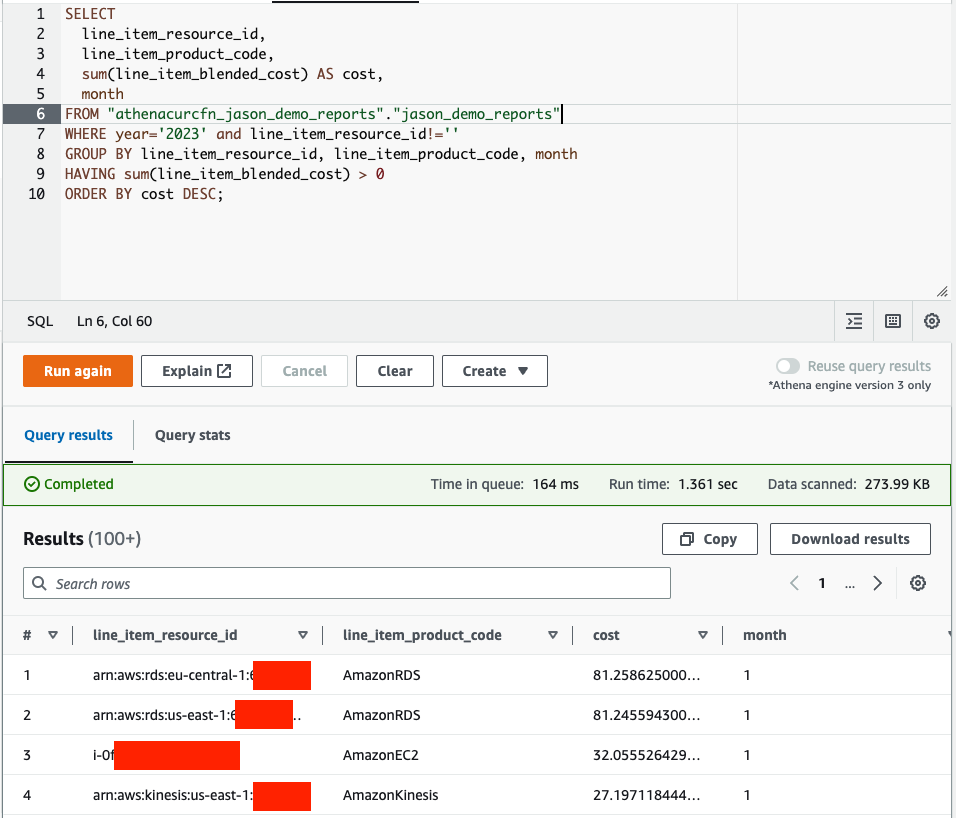 1 SELECT
2 line_item_resource_id,
3 line_item_product_code,
4 sum(line_item_blended_cost) AS cost,
5 month
6 FROM "athenacurcfn_jason_demo_reports"."jason_demo_reports"
7 WHERE year='2023' and line_item_resource_id!=''
8 GROUP BY line_item_resource_id, line_item_product_code, month
9 HAVING sum(line_item_blended_cost) > 0
10 ORDER BY cost DESC;
SQL Ln 6, Col 60
Run again Explain Cancel Clear Create Reuse query results
*Athena engine version 3 only
Query results Query stats
Completed Time in queue: 164 ms Run time: 1.361 sec Data scanned: 273.99 KB
Results (100+) Copy Download results
Search rows 1 ...
# line_item_resource_id line_item_product_code cost month
1 arn:aws:rds:eu-central-1: AmazonRDS 81.258625000... 1
2 arn:aws:rds:us-east-1:6 .. AmazonRDS 81.245594300... 1
3 i-0f AmazonEC2 32.055526429... 1
4 arn:aws:kinesis:us-east-1: AmazonKinesis 27.197118444... 1